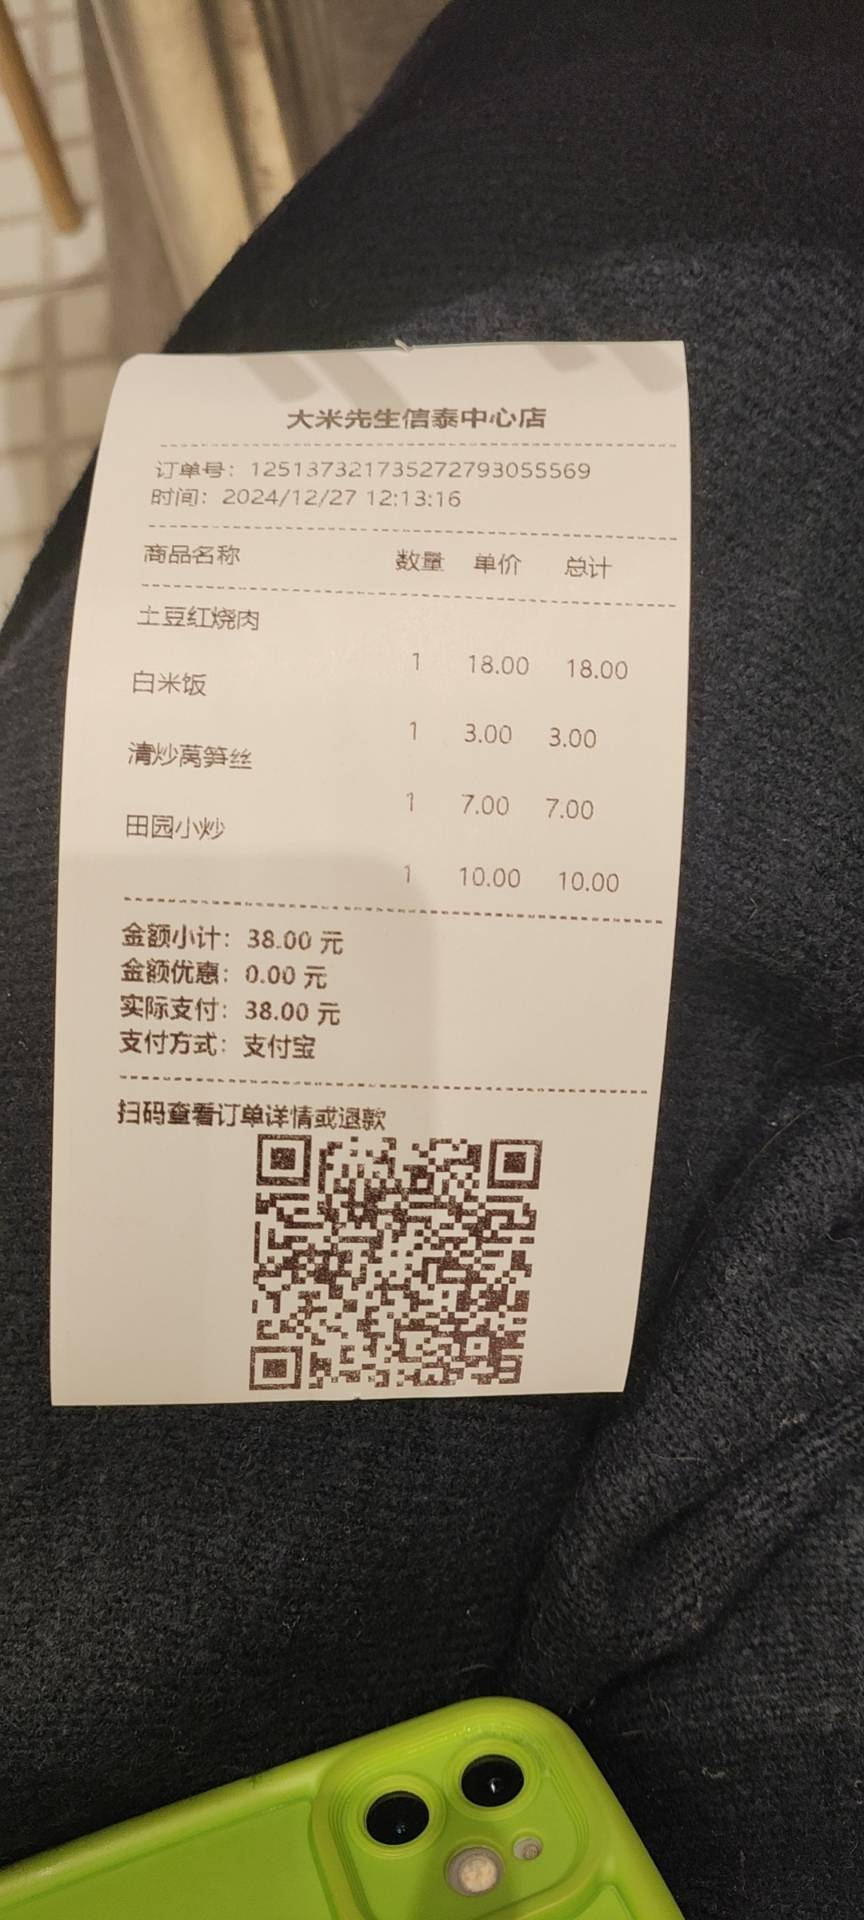 大米先生信泰中心店
订单号：1251373217352727930555​69
时间：2024/12/27 12:13:16
商品名称 数量 单价 总计
土豆红烧肉
1 18.00 18.00
白米饭
1 3.00 3.00
清炒莴笋丝
1 7.00 7.00
田园小炒
1 10.00 10.00
金额小计：38.00 元
金额优惠：0.00 元
实际支付：38.00 元
支付方式：支付宝
扫码查看订单详情或退款